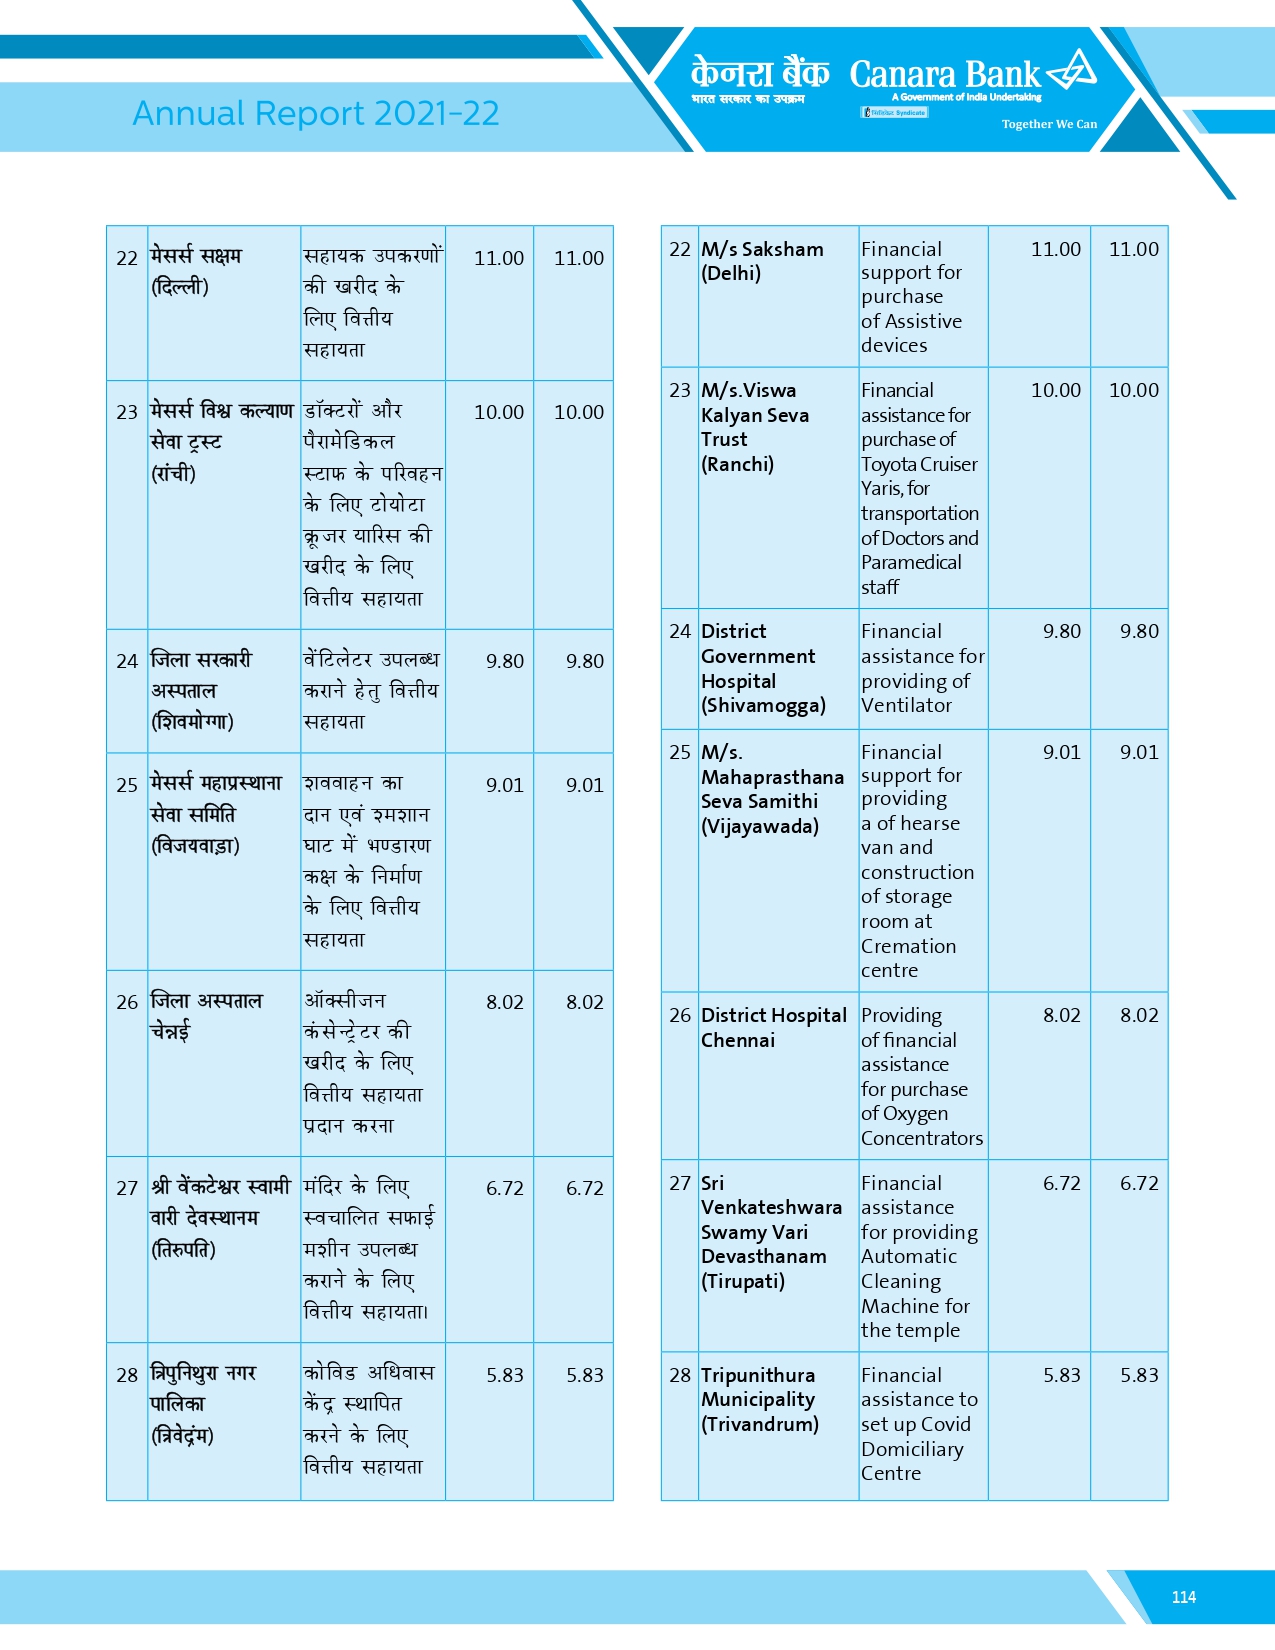 केनरा बैंक Canara Bank
भारत सरकार का उपक्रम A Government of India Undertaking
Syndicate
Together We Can
Annual Report 2021-22
22 मेसर्स सक्षम सहायक उपकरणों 11.00 11.00
(दिल्ली) की खरीद के
लिए वित्तीय
सहायता
23 मेसर्स विश्व कल्याण डॉक्टरों और 10.00 10.00
सेवा ट्रस्ट पैरामेडिकल
(रांची) स्टाफ के परिवहन
के लिए टोयोटा
क्रूजर यारिस की
खरीद के लिए
वित्तीय सहायता
24 जिला सरकारी वेंटिलेटर उपलब्ध 9.80 9.80
अस्पताल कराने हेतु वित्तीय
(शिवमोग्गा) सहायता
25 मेसर्स महाप्रस्थाना शववाहन का 9.01 9.01
सेवा समिति दान एवं श्मशान
(विजयवाड़ा) घाट में भण्डारण
कक्ष के निर्माण
के लिए वित्तीय
सहायता
26 जिला अस्पताल ऑक्सीजन 8.02 8.02
चेन्नई कंसेन्ट्रेटर की
खरीद के लिए
वित्तीय सहायता
प्रदान करना
27 श्री वेंकटेश्वर स्वामी मंदिर के लिए 6.72 6.72
वारी देवस्थानम स्वचालित सफाई
(तिरुपति) मशीन उपलब्ध
कराने के लिए
वित्तीय सहायता।
28 त्रिपुनिथुरा नगर कोविड अधिवास 5.83 5.83
पालिका केंद्र स्थापित
(त्रिवेद्रंम) करने के लिए
वित्तीय सहायता
22 M/s Saksham Financial 11.00 11.00
(Delhi) support for
purchase
of Assistive
devices
23 M/s.Viswa Financial 10.00 10.00
Kalyan Seva assistance for
Trust purchase of
(Ranchi) Toyota Cruiser
Yaris, for
transportation
of Doctors and
Paramedical
staff
24 District Financial 9.80 9.80
Government assistance for
Hospital providing of
(Shivamogga) Ventilator
25 M/s. Financial 9.01 9.01
Mahaprasthana support for
Seva Samithi providing
(Vijayawada) a of hearse
van and
construction
of storage
room at
Cremation
centre
26 District Hospital Providing 8.02 8.02
Chennai of financial
assistance
for purchase
of Oxygen
Concentrators
27 Sri Financial 6.72 6.72
Venkateshwara assistance
Swamy Vari for providing
Devasthanam Automatic
(Tirupati) Cleaning
Machine for
the temple
28 Tripunithura Financial 5.83 5.83
Municipality assistance to
(Trivandrum) set up Covid
Domiciliary
Centre
114